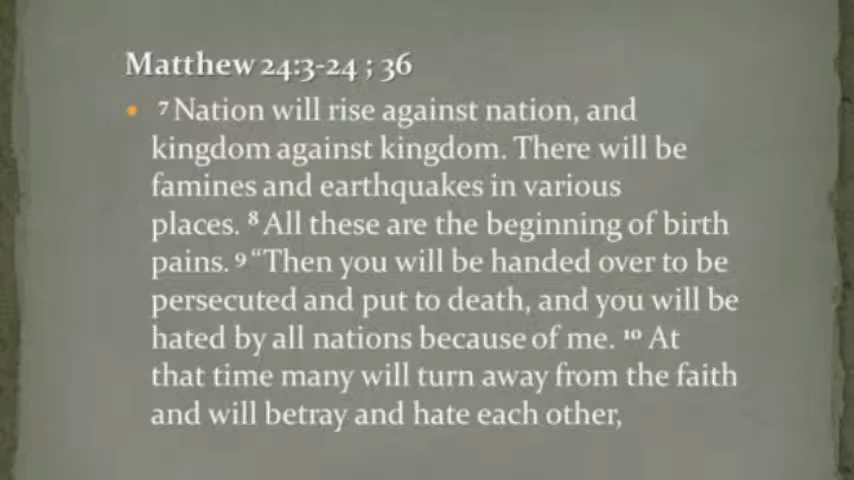 Matthew 24:3-24 ; 36
• ⁷ Nation will rise against nation, and
kingdom against kingdom. There will be
famines and earthquakes in various
places. ⁸ All these are the beginning of birth
pains. ⁹ “Then you will be handed over to be
persecuted and put to death, and you will be
hated by all nations because of me. ¹⁰ At
that time many will turn away from the faith
and will betray and hate each other,